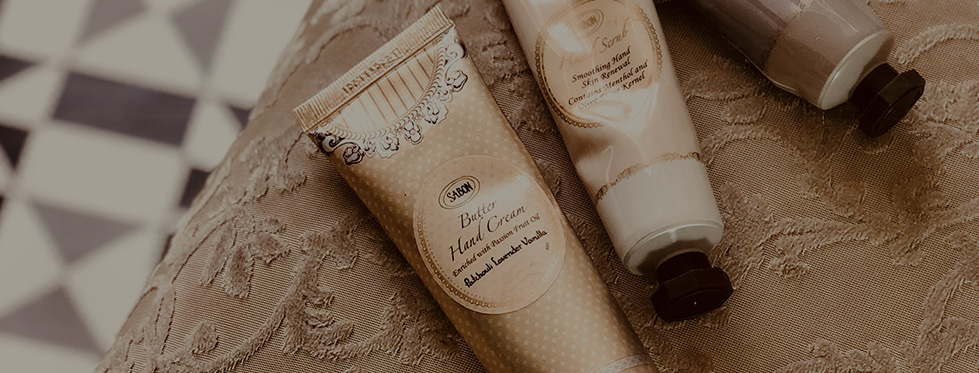 SABON
Butter
Hand Cream
Enriched with Passion Fruit Oil
Patchouli Lavender Vanilla
SABON
Scrub
Smoothing Hand
Skin Renewal
Contains Menthol and
Kernel